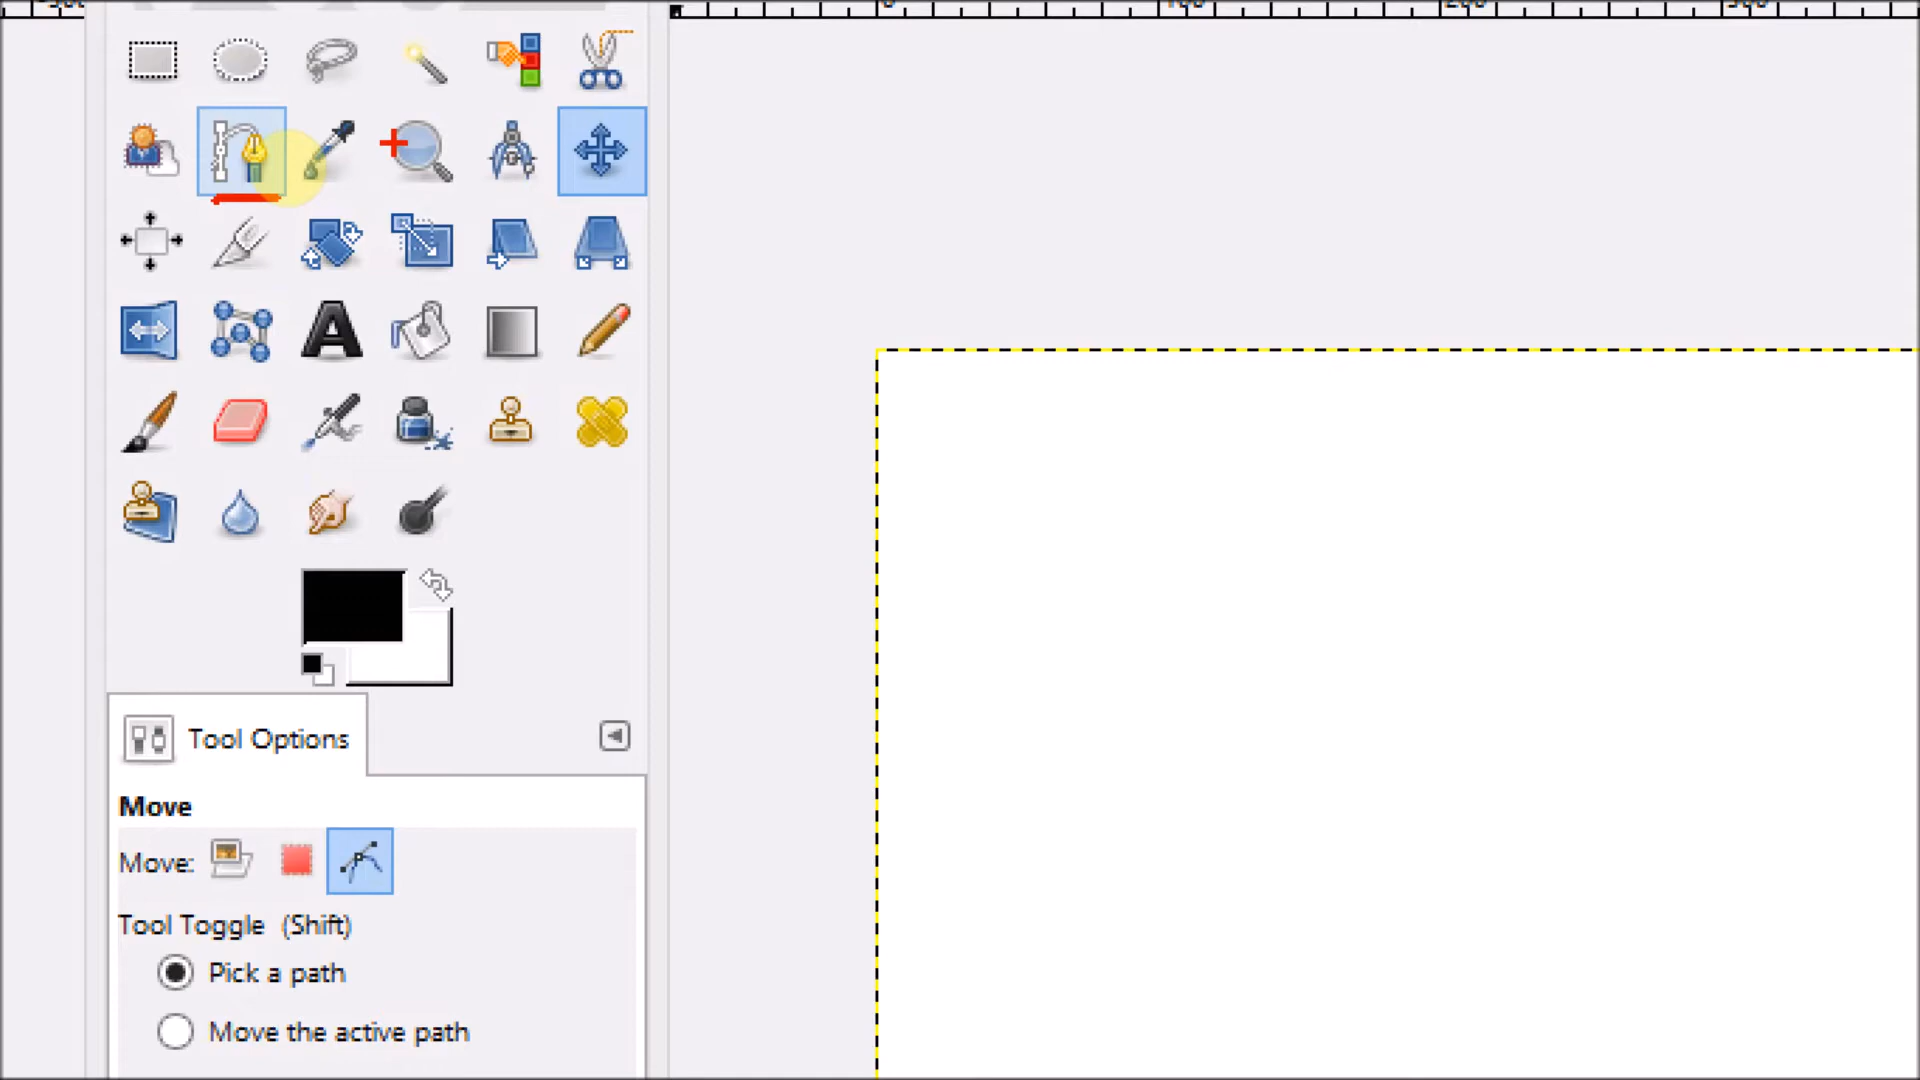 Tool Options
Move
Move:
Tool Toggle (Shift)
Pick a path
Move the active path